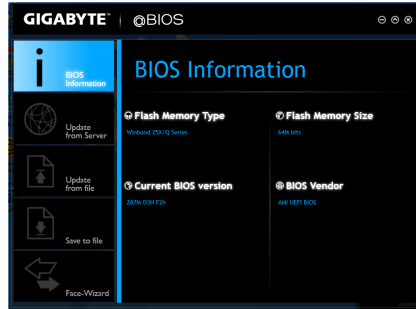 GIGABYTE™ @BIOS
BIOS
Information
BIOS Information
Update
from Server
Update
from file
Save to file
Face-Wizard
Flash Memory Type
Winbond 25X/Q Series
Flash Memory Size
64M bits
Current BIOS version
Z87M-D3H F2h
BIOS Vendor
AMI UEFI BIOS